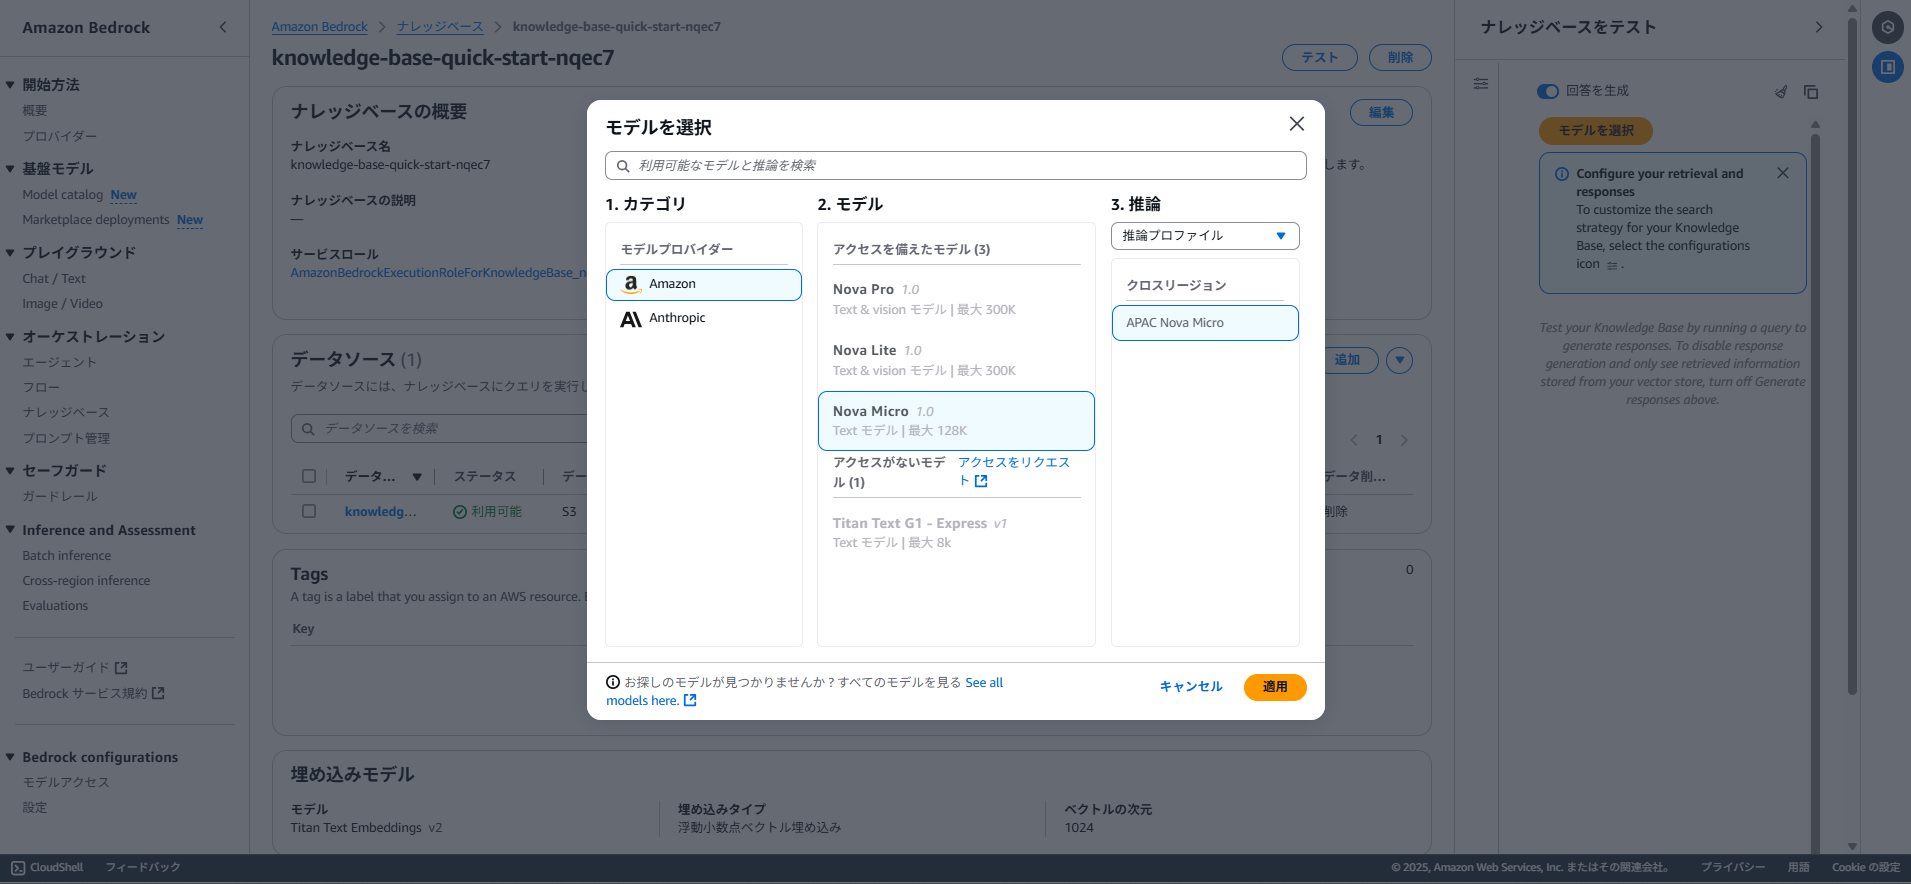 Amazon Bedrock
開始方法
概要
プロバイダー
基盤モデル
Model catalog New
Marketplace deployments New
プレイグラウンド
Chat / Text
Image / Video
オーケストレーション
エージェント
フロー
ナレッジベース
プロンプト管理
セーフガード
ガードレール
Inference and Assessment
Batch inference
Cross-region inference
Evaluations
ユーザーガイド
Bedrock サービス規約
Bedrock configurations
モデルアクセス
設定
Amazon Bedrock
ナレッジベース
knowledge-base-quick-start-nqec7
knowledge-base-quick-start-nqec7
テスト
削除
ナレッジベースの概要
編集
ナレッジベース名
knowledge-base-quick-start-nqec7
します。
ナレッジベースの説明
—
サービスロール
AmazonBedrockExecutionRoleForKnowledgeBase_n
データソース (1)
追加
データソースには、ナレッジベースにクエリを実行し
データソースを検索
1
データ...
ステータス
デー
データ削...
knowledg...
利用可能
S3
削除
Tags
0
A tag is a label that you assign to an AWS resource.
Key
埋め込みモデル
モデル
Titan Text Embeddings v2
埋め込みタイプ
浮動小数点ベクトル埋め込み
ベクトルの次元
1024
モデルを選択
利用可能なモデルと推論を検索
1. カテゴリ
モデルプロバイダー
Amazon
Anthropic
2. モデル
アクセスを備えたモデル (3)
Nova Pro 1.0
Text & vision モデル | 最大 300K
Nova Lite 1.0
Text & vision モデル | 最大 300K
Nova Micro 1.0
Text モデル | 最大 128K
アクセスがないモデ
ル (1)
アクセスをリクエス
ト
Titan Text G1 - Express v1
Text モデル | 最大 8k
3. 推論
推論プロファイル
クロスリージョン
APAC Nova Micro
お探しのモデルが見つかりませんか ? すべてのモデルを見る See all
models here.
キャンセル
適用
ナレッジベースをテスト
回答を生成
モデルを選択
Configure your retrieval and
responses
To customize the search
strategy for your Knowledge
Base, select the configurations
icon .
Test your Knowledge Base by running a query to
generate responses. To disable response
generation and only see retrieved information
stored from your vector store, turn off Generate
responses above.
CloudShell
フィードバック
© 2025, Amazon Web Services, Inc. またはその関連会社。
プライバシー
用語
Cookie の設定